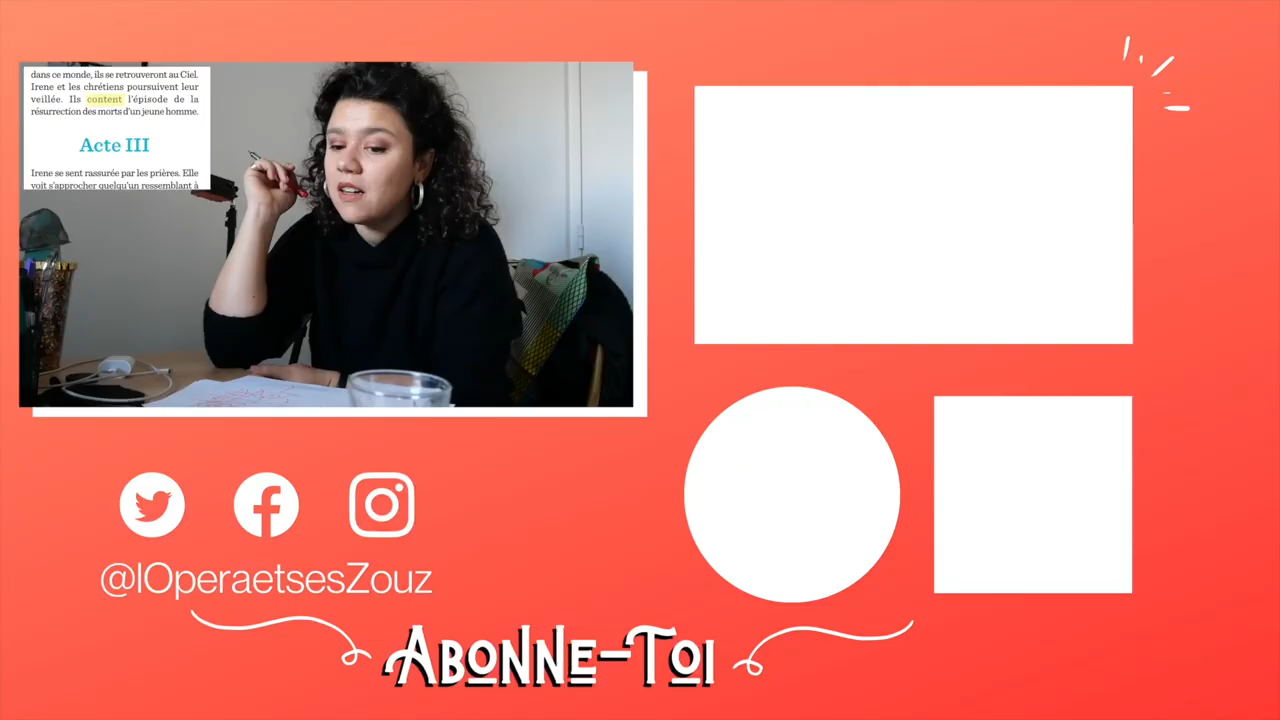 dans ce monde, ils se retrouveront au Ciel.
Irene et les chrétiens poursuivent leur
veillée. Ils content l'épisode de la
résurrection des morts d'un jeune homme.
Acte III
Irene se sent rassurée par les prières. Elle
voit s'approcher quelqu'un ressemblant à
@lOperaetsesZouz
Abonne-Toi